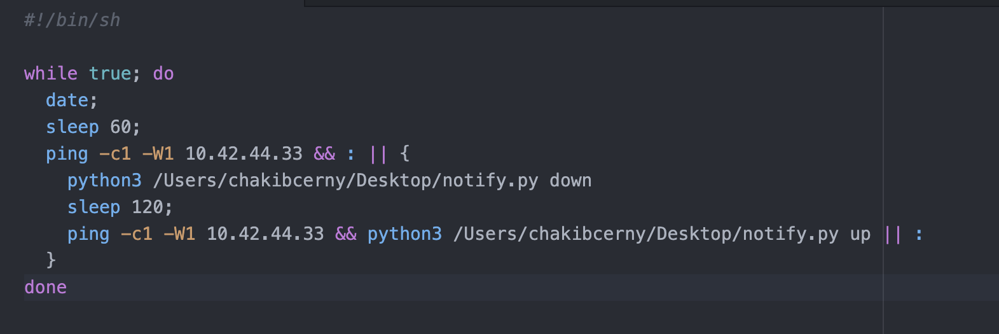 #!/bin/sh
while true; do
date;
sleep 60;
ping -c1 -W1 10.42.44.33 && : || {
python3 /Users/chakibcerny/Desktop/notify.py down
sleep 120;
ping -c1 -W1 10.42.44.33 && python3 /Users/chakibcerny/Desktop/notify.py up || :
}
done